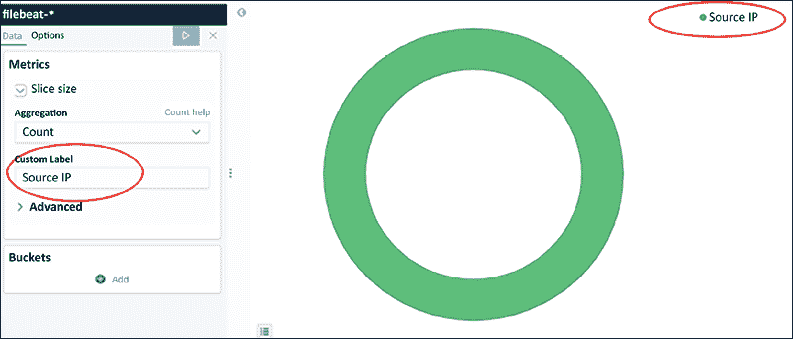 filebeat-*
Data Options
Metrics
Slice size
Aggregation Count help
Count
Custom Label
Source IP
Advanced
Buckets
Add
Source IP